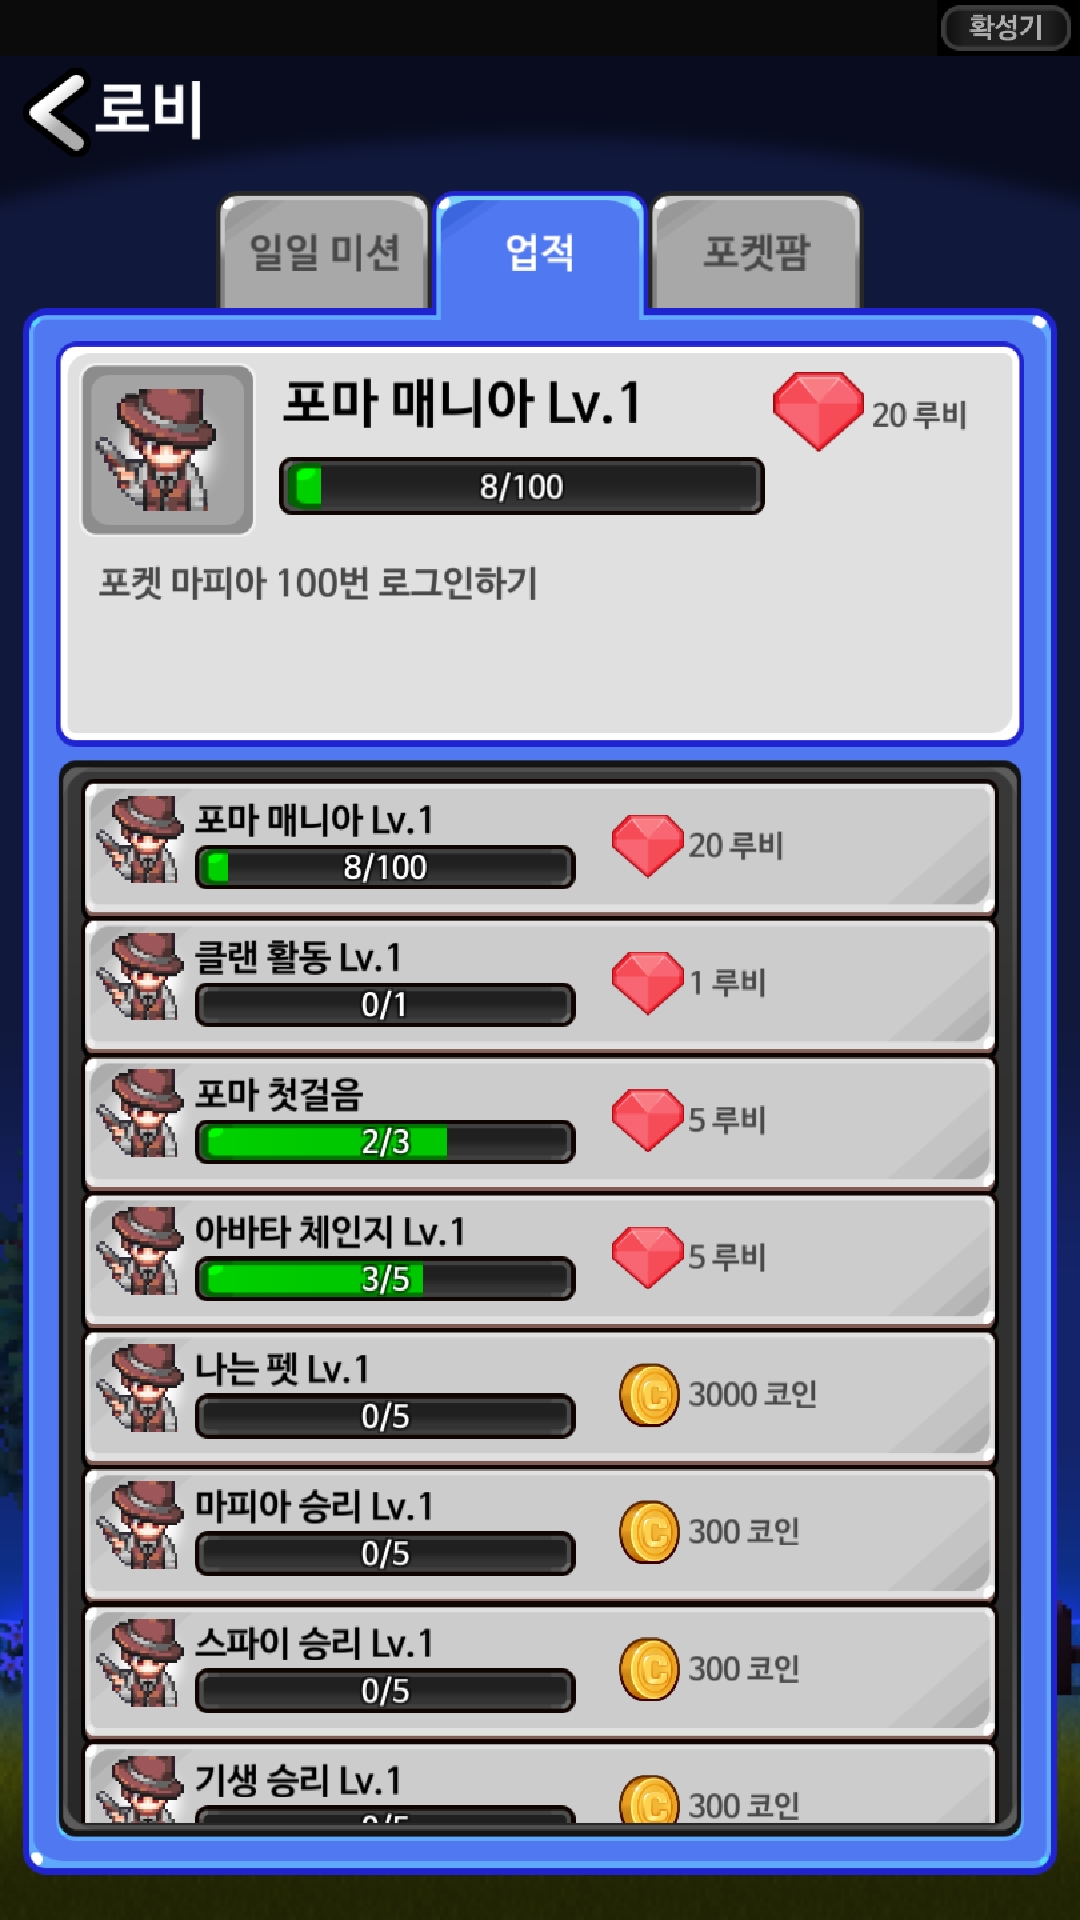 확성기
로비
일일 미션 업적 포켓팜
포마 매니아 Lv.1
20 루비
8/100
포켓 마피아 100번 로그인하기
포마 매니아 Lv.1
8/100
20 루비
클랜 활동 Lv.1
0/1
1 루비
포마 첫걸음
2/3
5 루비
아바타 체인지 Lv.1
3/5
5 루비
나는 펫 Lv.1
0/5
3000 코인
마피아 승리 Lv.1
0/5
300 코인
스파이 승리 Lv.1
0/5
300 코인
기생 승리 Lv.1
300 코인